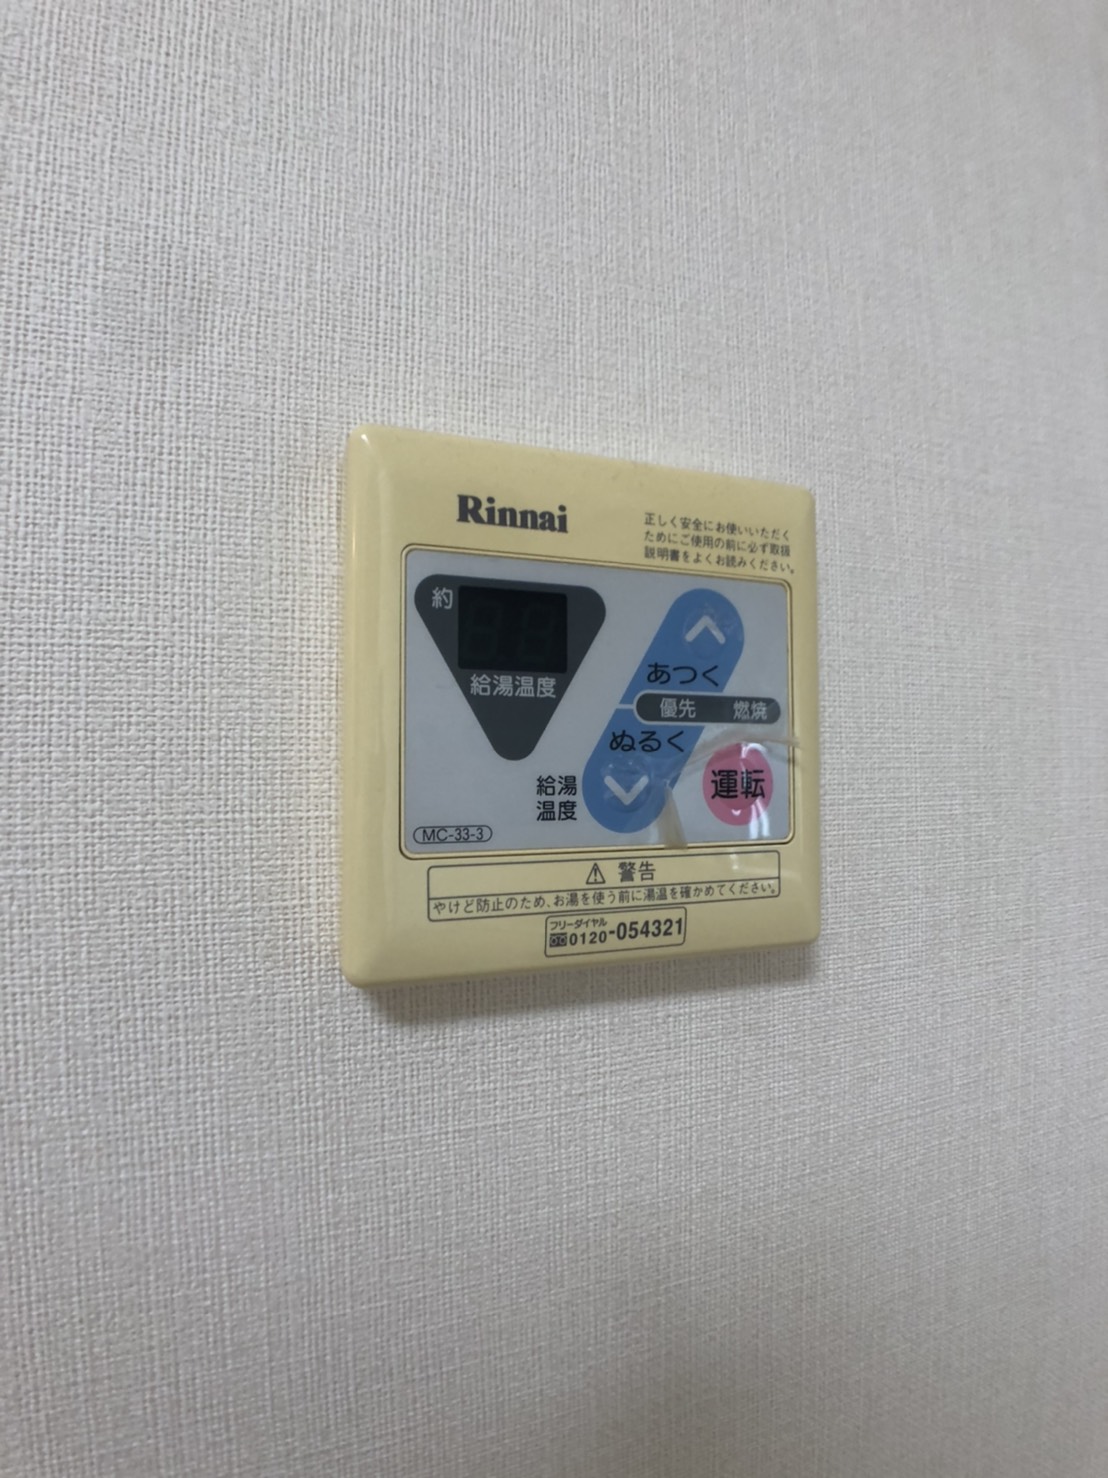 Rinnai
正しく安全にお使いいただく
ためにご使用の前に必ず取扱
説明書をよくお読みください。
約
給湯温度
あつく
優先 燃焼
ぬるく
運転
給湯
温度
MC-33-3
⚠ 警告
やけど防止のため、お湯を使う前に湯温を確かめてください。
フリーダイヤル
0120-054321